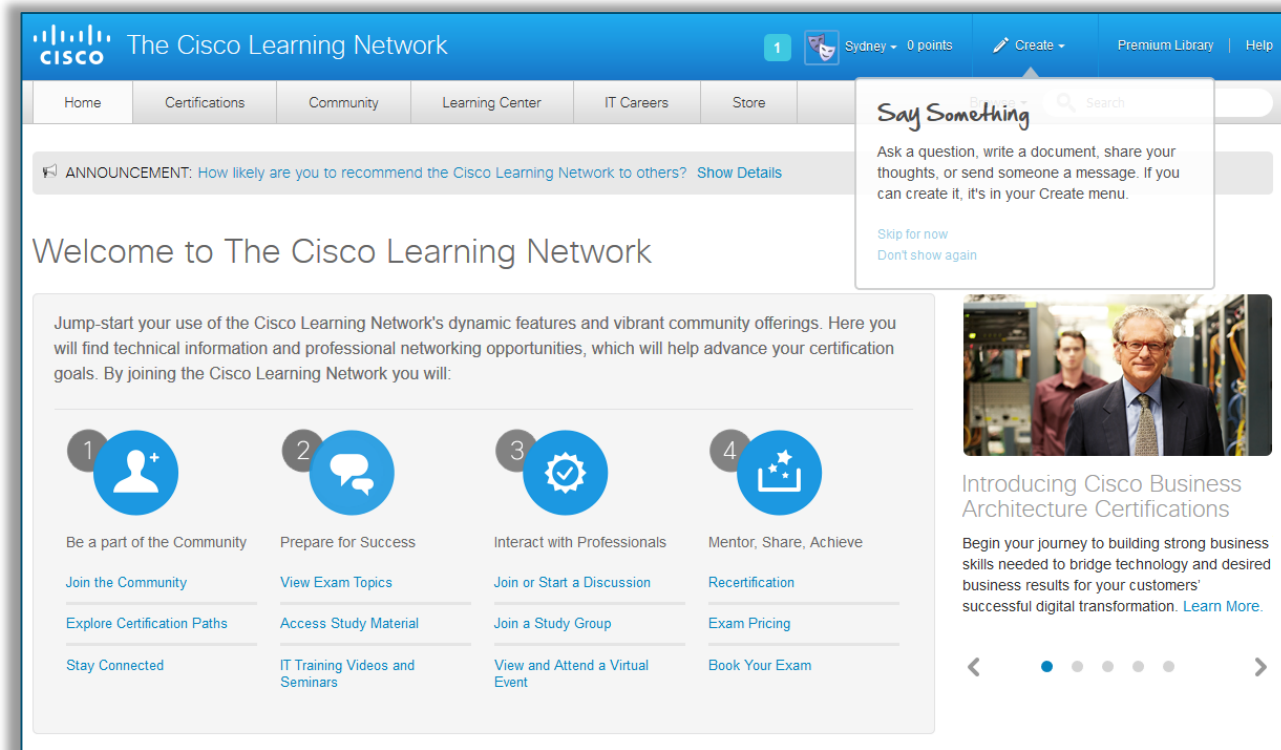 CISCO The Cisco Learning Network
1 Sydney 0 points Create Premium Library | Help
Home Certifications Community Learning Center IT Careers Store Browse Search
Say Something
Ask a question, write a document, share your
thoughts, or send someone a message. If you
can create it, it's in your Create menu.
Skip for now
Don't show again
ANNOUNCEMENT: How likely are you to recommend the Cisco Learning Network to others? Show Details
Welcome to The Cisco Learning Network
Jump-start your use of the Cisco Learning Network's dynamic features and vibrant community offerings. Here you
will find technical information and professional networking opportunities, which will help advance your certification
goals. By joining the Cisco Learning Network you will:
1
Be a part of the Community
Join the Community
Explore Certification Paths
Stay Connected
2
Prepare for Success
View Exam Topics
Access Study Material
IT Training Videos and
Seminars
3
Interact with Professionals
Join or Start a Discussion
Join a Study Group
View and Attend a Virtual
Event
4
Mentor, Share, Achieve
Recertification
Exam Pricing
Book Your Exam
Introducing Cisco Business
Architecture Certifications
Begin your journey to building strong business
skills needed to bridge technology and desired
business results for your customers'
successful digital transformation. Learn More.